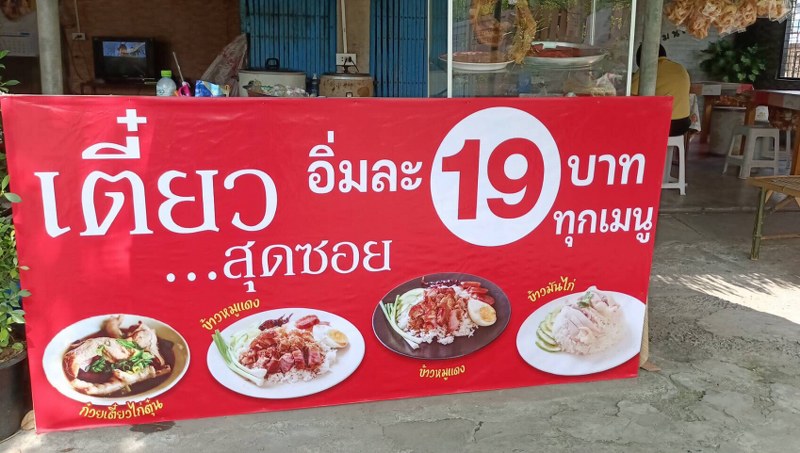 เตี๋ยว
...สุดซอย
อิ่มละ 19 บาท
ทุกเมนู
ก๋วยเตี๋ยวไก่ตุ๋น
ข้าวหมูแดง
ข้าวหมูแดง
ข้าวมันไก่